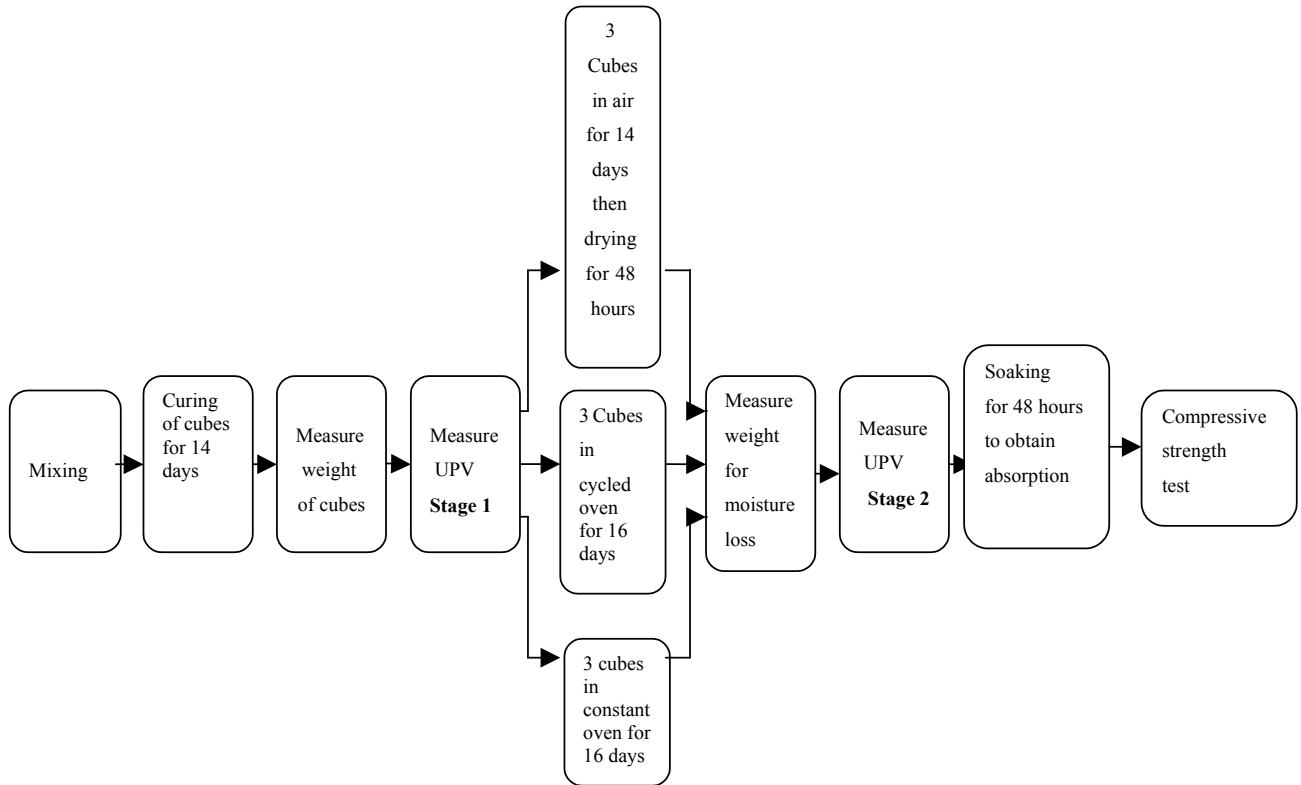 Mixing
Curing
of cubes
for 14
days
Measure
weight
of cubes
Measure
UPV
Stage 1
3
Cubes
in air
for 14
days
then
drying
for 48
hours
3 Cubes
in
cycled
oven
for 16
days
3 cubes
in
constant
oven for
16 days
Measure
weight
for
moisture
loss
Measure
UPV
Stage 2
Soaking
for 48 hours
to obtain
absorption
Compressive
strength
test